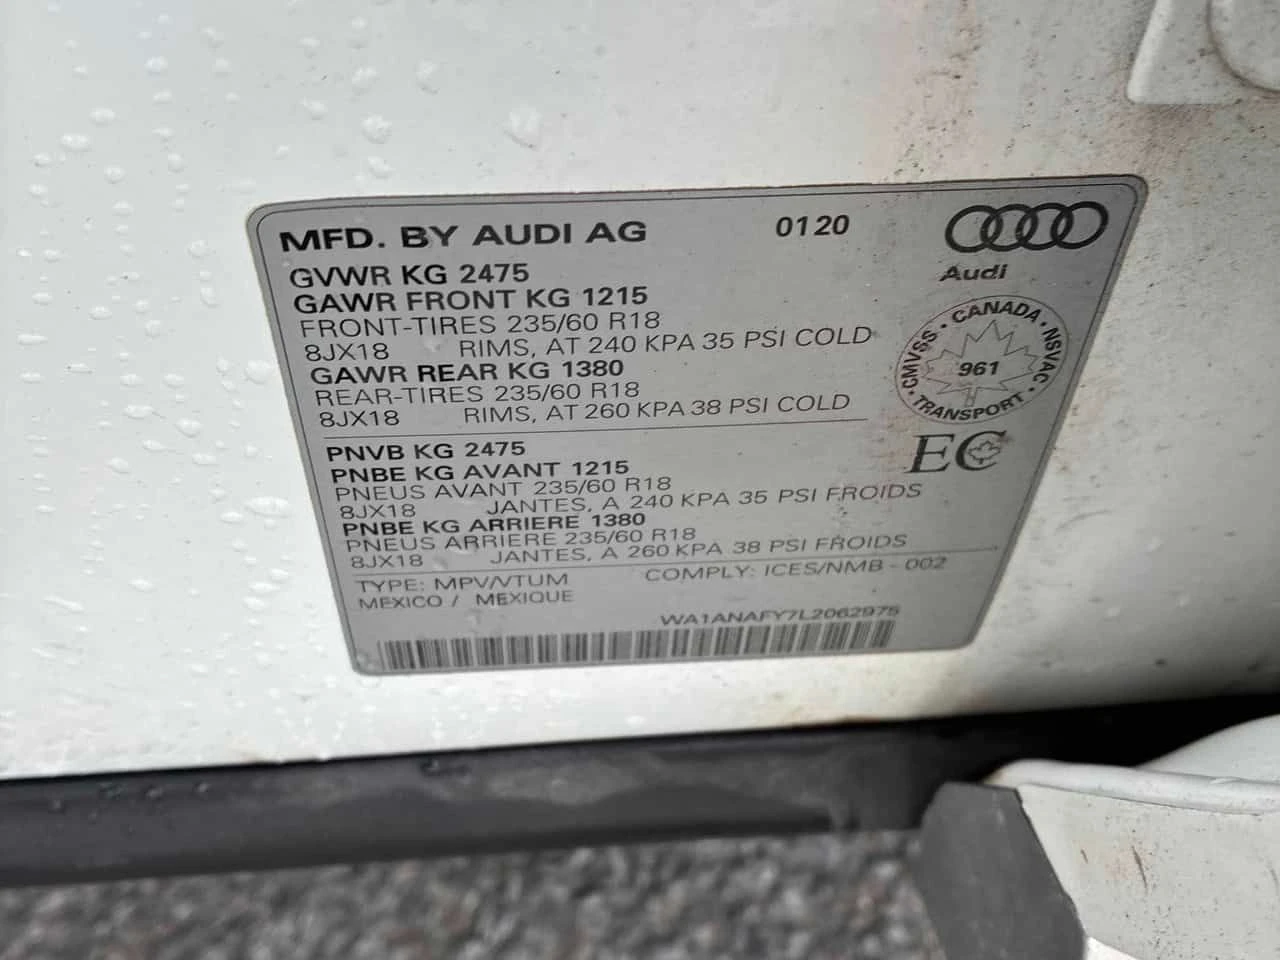 MFD. BY AUDI AG 0120
Audi
GVWR KG 2475
GAWR FRONT KG 1215
FRONT-TIRES 235/60 R18
8JX18 RIMS, AT 240 KPA 35 PSI COLD
GAWR REAR KG 1380
REAR-TIRES 235/60 R18
8JX18 RIMS, AT 260 KPA 38 PSI COLD
CMVSS · CANADA · NSVAC · TRANSPORT ·
961
EC
PNVB KG 2475
PNBE KG AVANT 1215
PNEUS AVANT 235/60 R18
8JX18 JANTES, A 240 KPA 35 PSI FROIDS
PNBE KG ARRIERE 1380
PNEUS ARRIERE 235/60 R18
8JX18 JANTES, A 260 KPA 38 PSI FROIDS
TYPE: MPV/VTUM COMPLY: ICES/NMB - 002
MEXICO / MEXIQUE
WA1ANAFY7L2062975